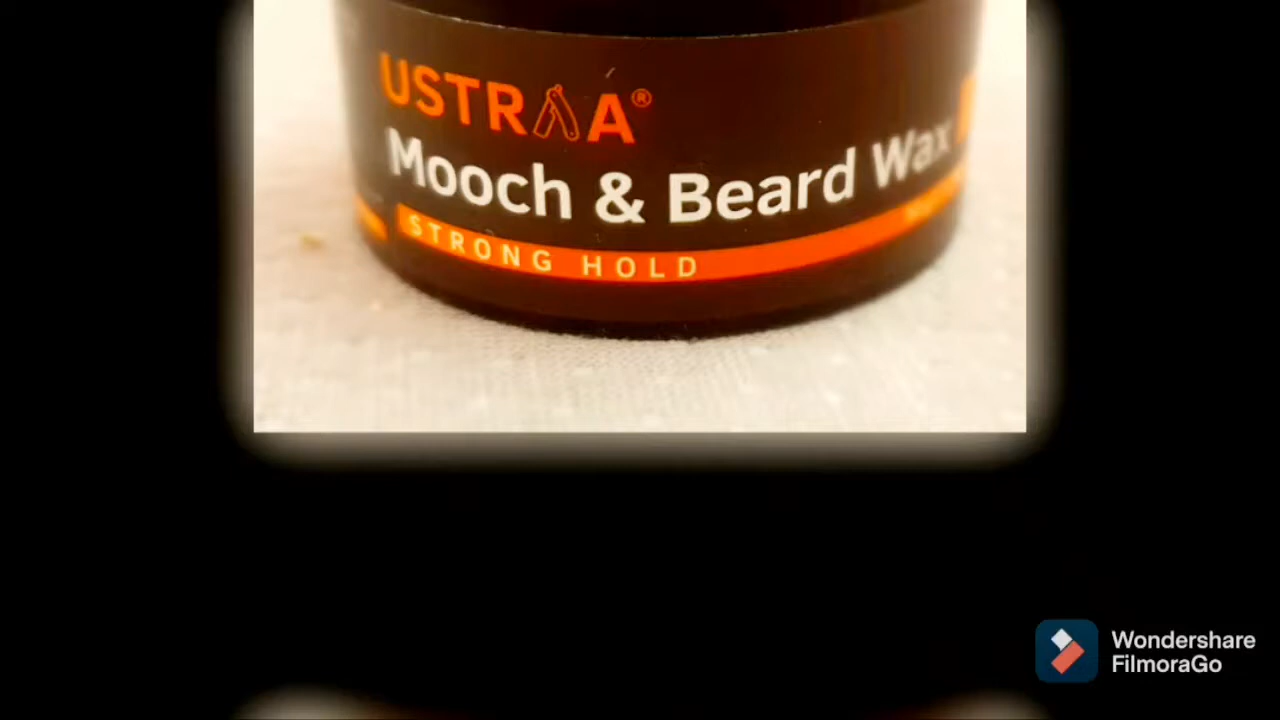 USTRAA®
Mooch & Beard Wax
STRONG HOLD
Wondershare
FilmoraGo